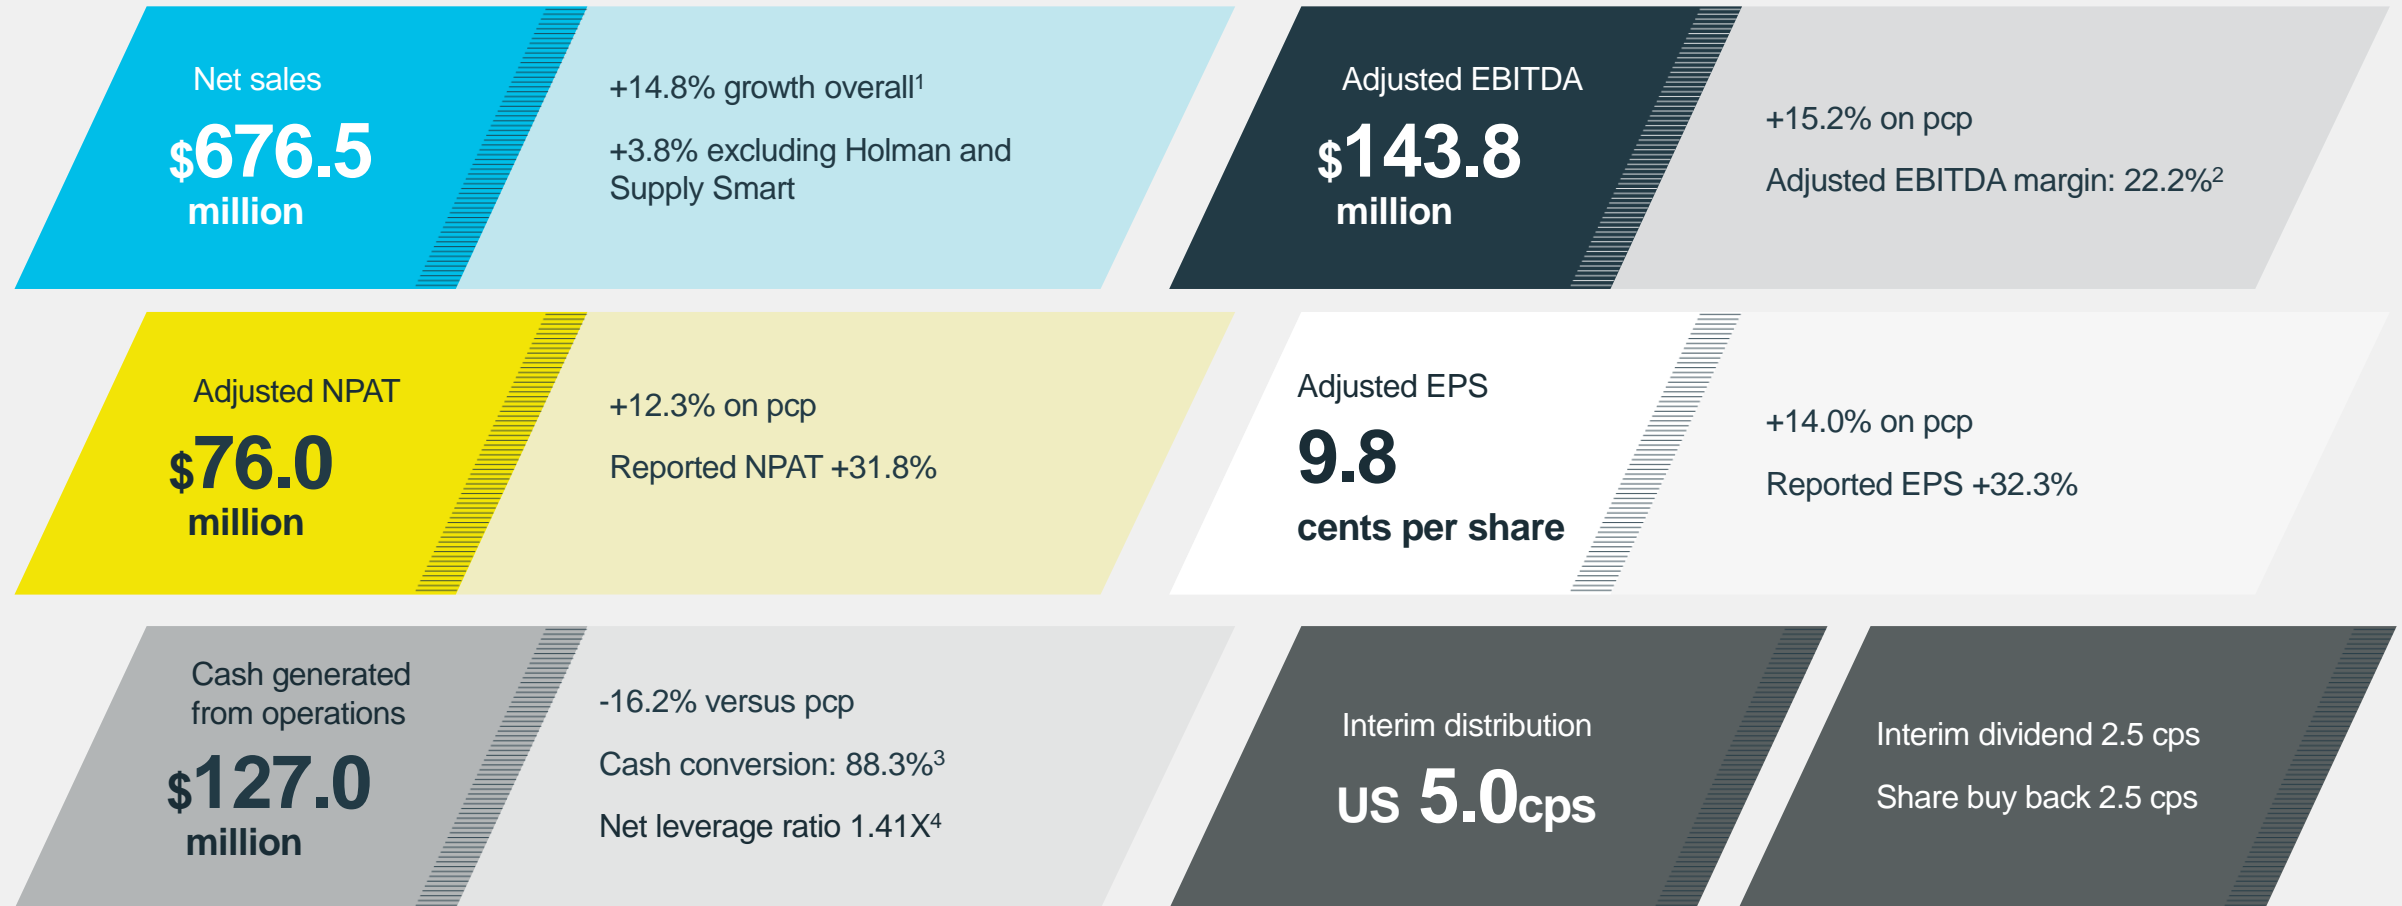 Net sales
$676.5
million
+14.8% growth overall¹
+3.8% excluding Holman and
Supply Smart
Adjusted EBITDA
$143.8
million
+15.2% on pcp
Adjusted EBITDA margin: 22.2%²
Adjusted NPAT
$76.0
million
+12.3% on pcp
Reported NPAT +31.8%
Adjusted EPS
9.8
cents per share
+14.0% on pcp
Reported EPS +32.3%
Cash generated
from operations
$127.0
million
-16.2% versus pcp
Cash conversion: 88.3%³
Net leverage ratio 1.41X⁴
Interim distribution
US 5.0cps
Interim dividend 2.5 cps
Share buy back 2.5 cps